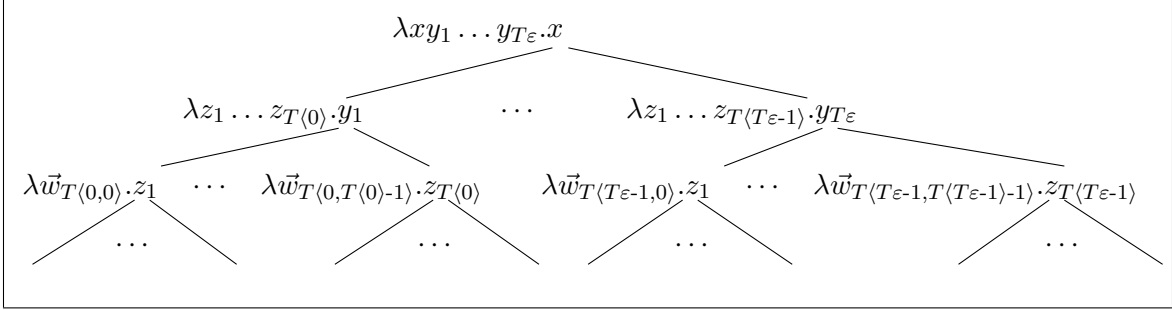 λxy₁ … y_{Tε}.x
λz₁ … z_{T⟨0⟩}.y₁ ⋯ λz₁ … z_{T⟨Tε-1⟩}.y_{Tε}
λw⃗_{T⟨0,0⟩}.z₁ ⋯ λw⃗_{T⟨0,T⟨0⟩-1⟩}.z_{T⟨0⟩} λw⃗_{T⟨Tε-1,0⟩}.z₁ ⋯ λw⃗_{T⟨Tε-1,T⟨Tε-1⟩-1⟩}.z_{T⟨Tε-1⟩}
⋯ ⋯ ⋯ ⋯